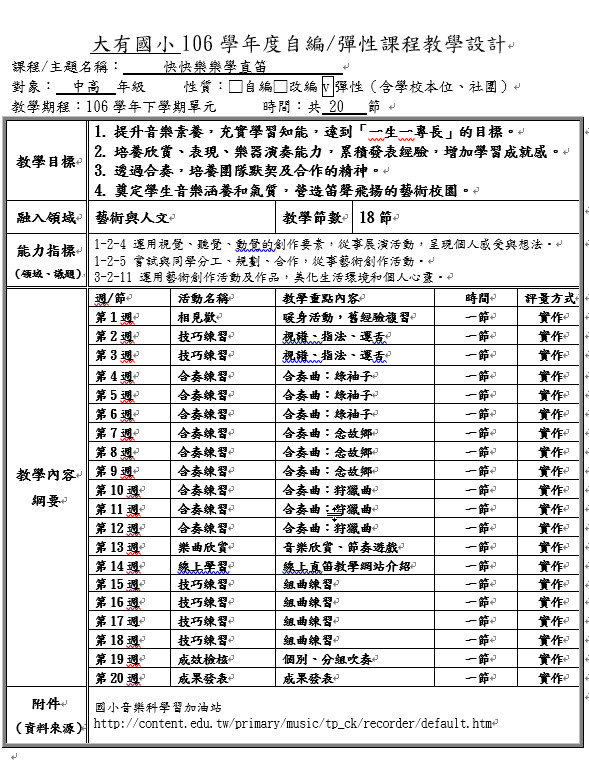 大有國小106學年度自編/彈性課程教學設計
課程/主題名稱： 快快樂樂學直笛
對象： 中高 年級 性質：□自編□改編v彈性（含學校本位、社團）
教學期程：106學年下學期單元 時間：共 20 節
教學目標
1. 提升音樂素養，充實學習知能，達到「一生一專長」的目標。
2. 培養欣賞、表現、樂器演奏能力，累積發表經驗，增加學習成就感。
3. 透過合奏，培養團隊默契及合作的精神。
4. 奠定學生音樂涵養和氣質，營造笛聲飛揚的藝術校園。
融入領域 藝術與人文 教學節數 18節
能力指標
（領域、議題）
1-2-4 運用視覺、聽覺、動覺的創作要素，從事展演活動，呈現個人感受與想法。
1-2-5 嘗試與同學分工、規劃、合作，從事藝術創作活動。
3-2-11 運用藝術創作活動及作品，美化生活環境和個人心靈。
教學內容
綱要
週/節 活動名稱 教學重點內容 時間 評量方式
第1週 相見歡 暖身活動，舊經驗複習 一節 實作
第2週 技巧練習 視譜、指法、運舌 一節 實作
第3週 技巧練習 視譜、指法、運舌 一節 實作
第4週 合奏練習 合奏曲：綠袖子 一節 實作
第5週 合奏練習 合奏曲：綠袖子 一節 實作
第6週 合奏練習 合奏曲：綠袖子 一節 實作
第7週 合奏練習 合奏曲：念故鄉 一節 實作
第8週 合奏練習 合奏曲：念故鄉 一節 實作
第9週 合奏練習 合奏曲：念故鄉 一節 實作
第10週 合奏練習 合奏曲：狩獵曲 一節 實作
第11週 合奏練習 合奏曲：狩獵曲 一節 實作
第12週 合奏練習 合奏曲：狩獵曲 一節 實作
第13週 樂曲欣賞 音樂欣賞、節奏遊戲 一節 實作
第14週 線上學習 線上直笛教學網站介紹 一節 實作
第15週 技巧練習 組曲練習 一節 實作
第16週 技巧練習 組曲練習 一節 實作
第17週 技巧練習 組曲練習 一節 實作
第18週 技巧練習 組曲練習 一節 實作
第19週 成效檢核 個別、分組吹奏 一節 實作
第20週 成果發表 成果發表 一節 實作
附件
（資料來源）
國小音樂科學習加油站
http://content.edu.tw/primary/music/tp_ck/recorder/default.htm